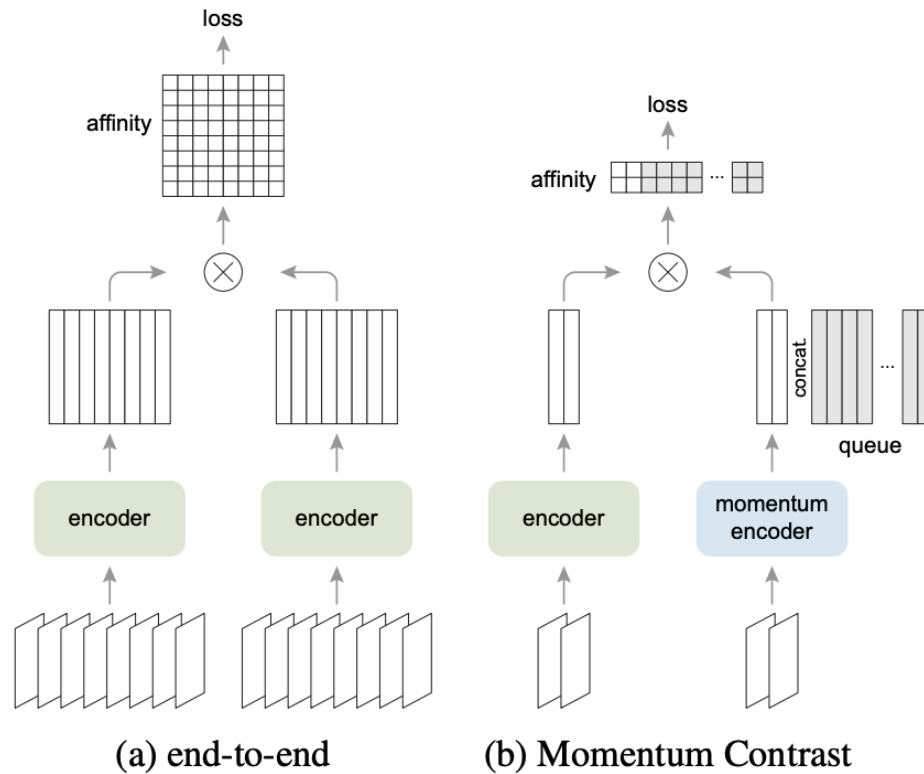 loss
affinity
encoder
encoder
(a) end-to-end
loss
affinity
...
concat.
...
queue
encoder
momentum
encoder
(b) Momentum Contrast